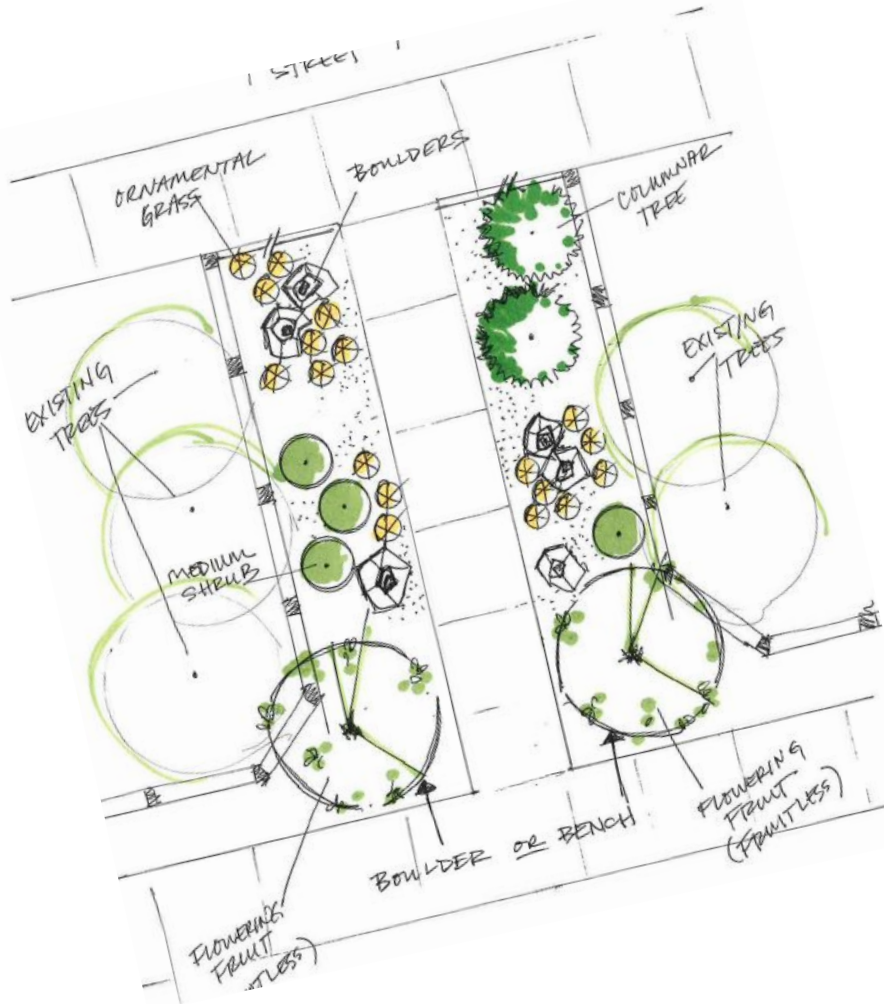 STREET
ORNAMENTAL
GRASS
BOULDERS
COLUMNAR
TREE
EXISTING
TREES
EXISTING
TREES
MEDIUM
SHRUB
FLOWERING
FRUIT
(FRUITLESS)
BOULDER OR BENCH
FLOWERING
FRUIT